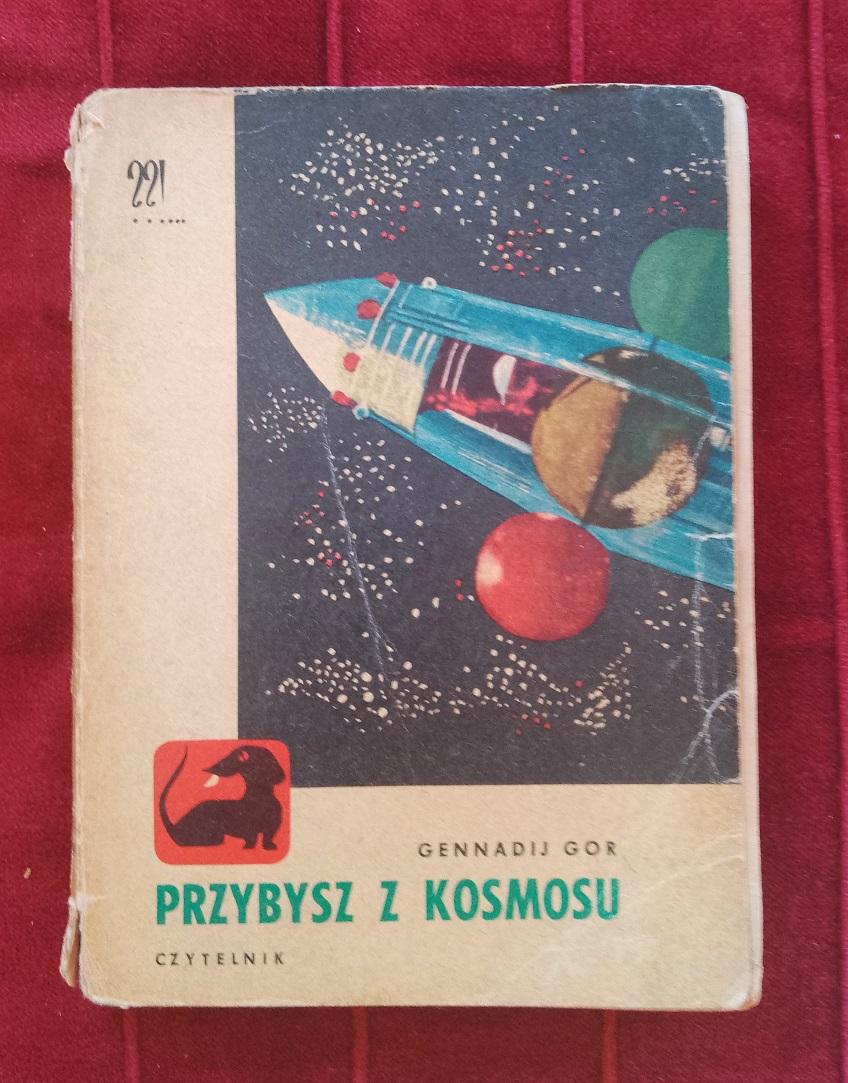 221
GENNADIJ GOR
PRZYBYSZ Z KOSMOSU
CZYTELNIK